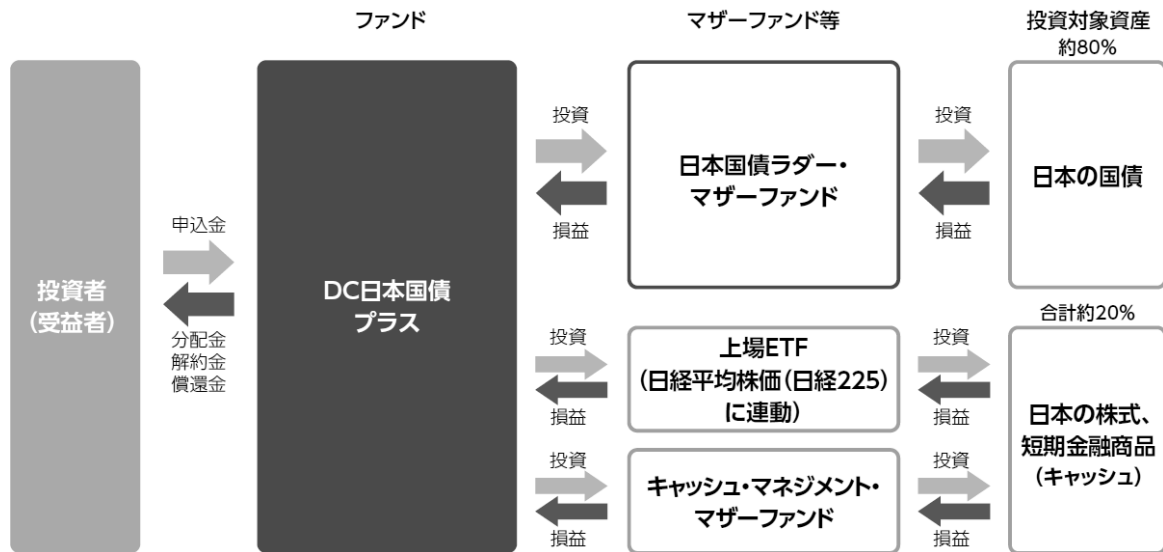 ファンド
マザーファンド等
投資対象資産
約80%
投資者
（受益者）
申込金
分配金
解約金
償還金
DC日本国債
プラス
投資
損益
日本国債ラダー・
マザーファンド
投資
損益
日本の国債
合計約20%
投資
損益
上場ETF
（日経平均株価（日経225）
に連動）
投資
損益
日本の株式、
短期金融商品
（キャッシュ）
投資
損益
キャッシュ・マネジメント・
マザーファンド
投資
損益